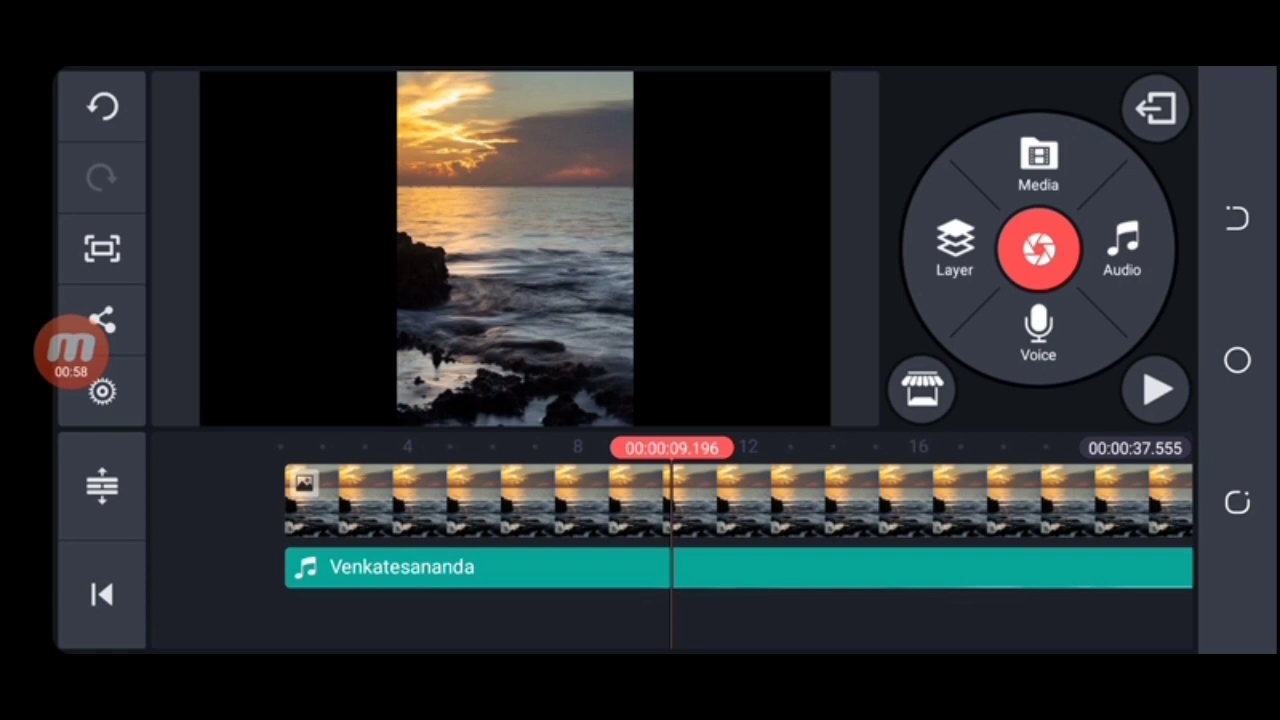 Media
Layer
Audio
Voice
m
00:58
4
8
00:00:09.196
12
16
00:00:37.555
Venkatesananda